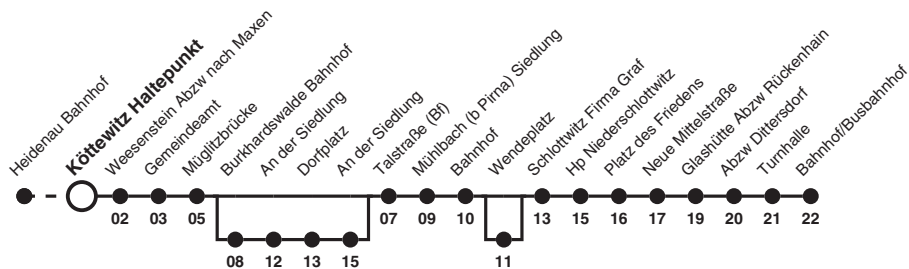 Heidenau Bahnhof
Köttewitz Haltepunkt
Weesenstein Abzw nach Maxen
Gemeindeamt
Müglitzbrücke
Burkhardswalde Bahnhof
An der Siedlung
Dorfplatz
An der Siedlung
Talstraße (Bf)
Mühlbach (b Pirna) Siedlung
Bahnhof
Wendeplatz
Schlottwitz Firma Graf
Hp Niederschlottwitz
Platz des Friedens
Neue Mittelstraße
Glashütte Abzw Rückenhain
Abzw Dittersdorf
Turnhalle
Bahnhof/Busbahnhof
02 03 05 07 09 10 13 15 16 17 19 20 21 22
08 12 13 15 11